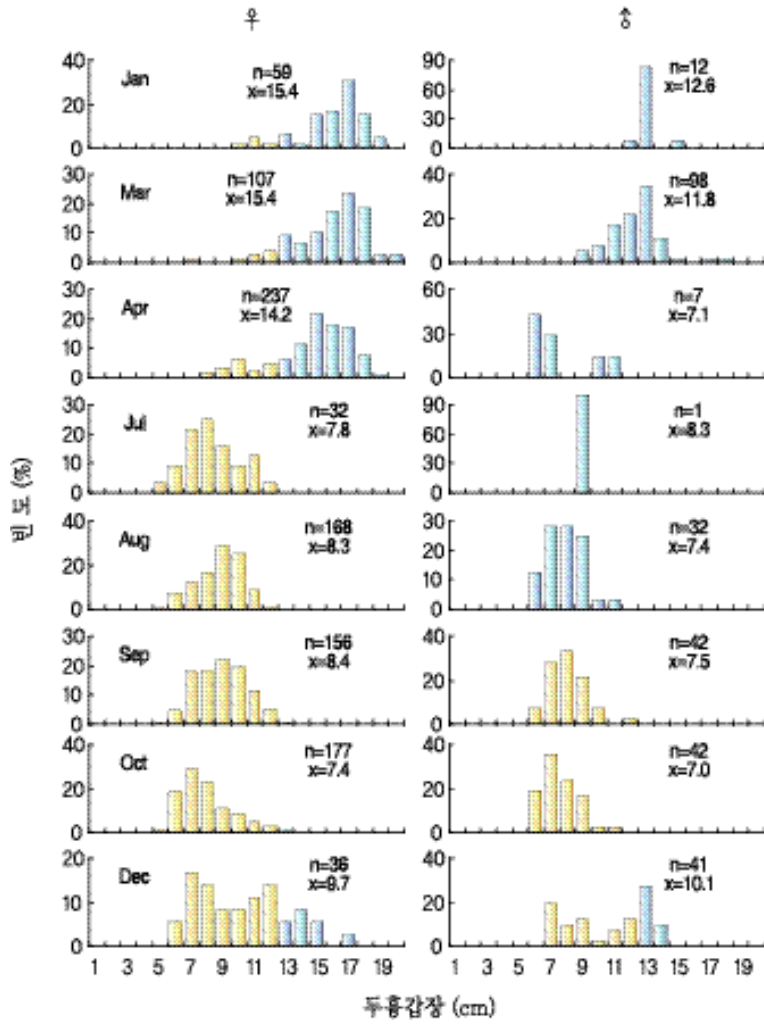 ♀ ♂
Jan n=59 n=12
x=15.4 x=12.6
40 20 0 90 60 30 0
Mar n=107 n=98
x=15.4 x=11.8
30 20 10 0 40 20 0
Apr n=237 n=7
x=14.2 x=7.1
30 20 10 0 60 30 0
Jul n=32 n=1
x=7.8 x=8.3
30 20 10 0 90 60 30 0
Aug n=168 n=32
x=8.3 x=7.4
40 20 0 30 20 10 0
Sep n=156 n=42
x=8.4 x=7.5
30 20 10 0 40 20 0
Oct n=177 n=42
x=7.4 x=7.0
40 20 0 40 20 0
Dec n=36 n=41
x=9.7 x=10.1
20 10 0 40 20 0
1 3 5 7 9 11 13 15 17 19 1 3 5 7 9 11 13 15 17 19
빈 도 (%)
두흉갑장 (cm)